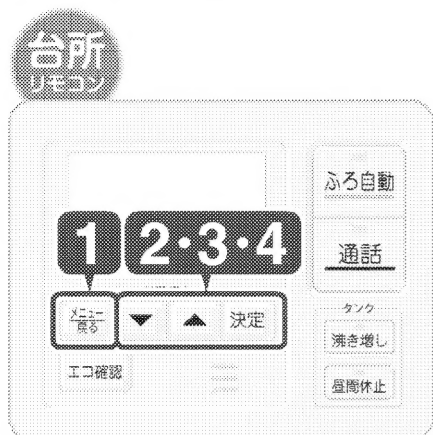 台所
リモコン
ふろ自動
1
2・3・4
通話
メニュー
戻る
決定
タンク
沸き増し
エコ確認
昼間休止